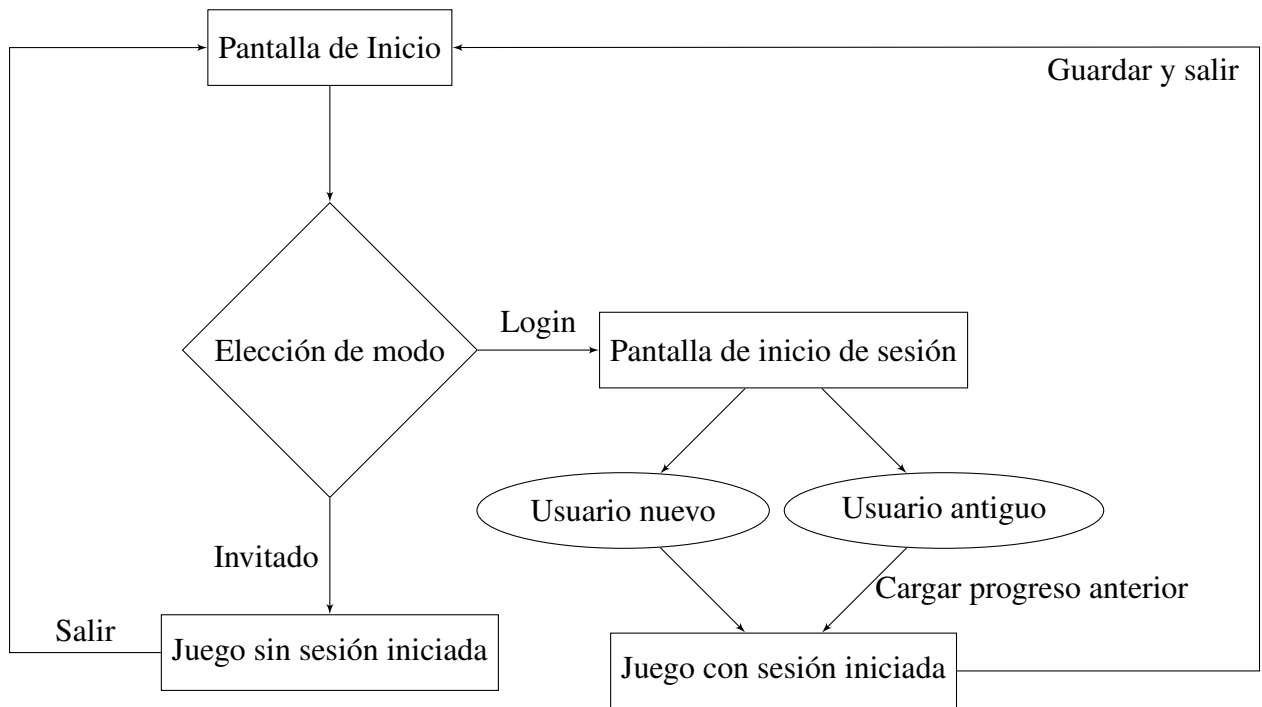 Pantalla de Inicio
Guardar y salir
Elección de modo
Login
Pantalla de inicio de sesión
Usuario nuevo
Usuario antiguo
Invitado
Cargar progreso anterior
Salir
Juego sin sesión iniciada
Juego con sesión iniciada